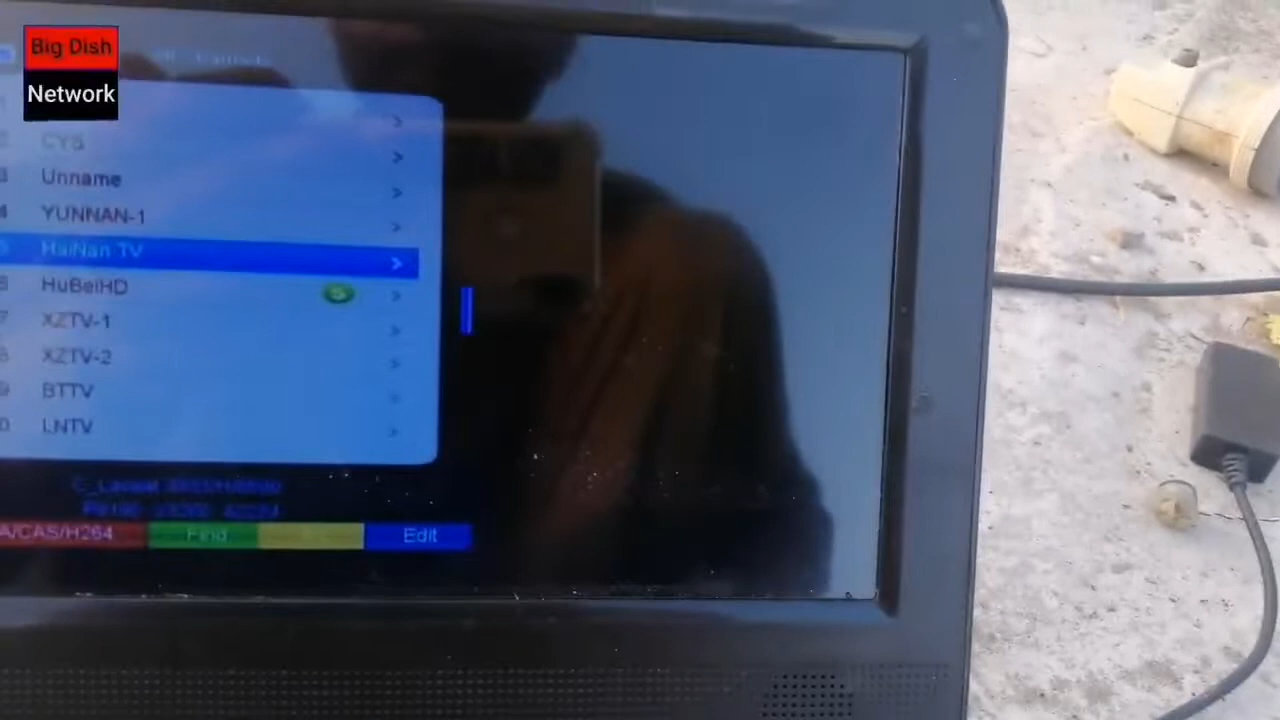 Big Dish
Network
Unname
YUNNAN-1
HaiNan TV
HuBeiHD
XZTV-1
XZTV-2
BTTV
LNTV
A/CAS/H264
Find
Edit